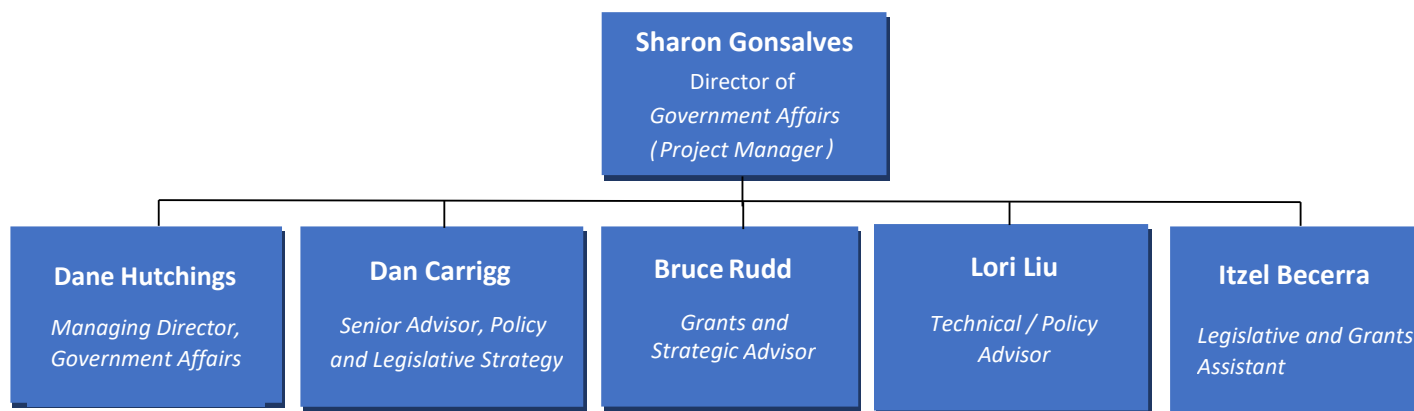 Sharon Gonsalves
Director of
Government Affairs
(Project Manager)
Dane Hutchings
Managing Director,
Government Affairs
Dan Carrigg
Senior Advisor, Policy
and Legislative Strategy
Bruce Rudd
Grants and
Strategic Advisor
Lori Liu
Technical / Policy
Advisor
Itzel Becerra
Legislative and Grants
Assistant